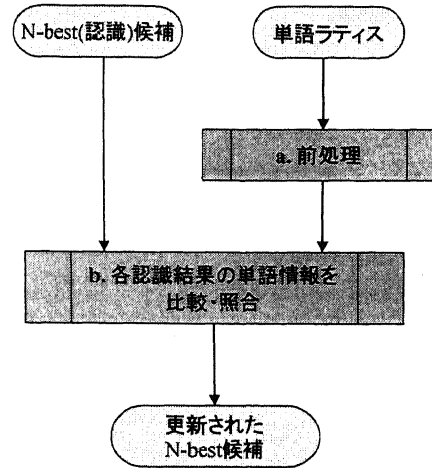 N-best(認識)候補
単語ラティス
a. 前処理
b. 各認識結果の単語情報を
比較・照合
更新された
N-best候補